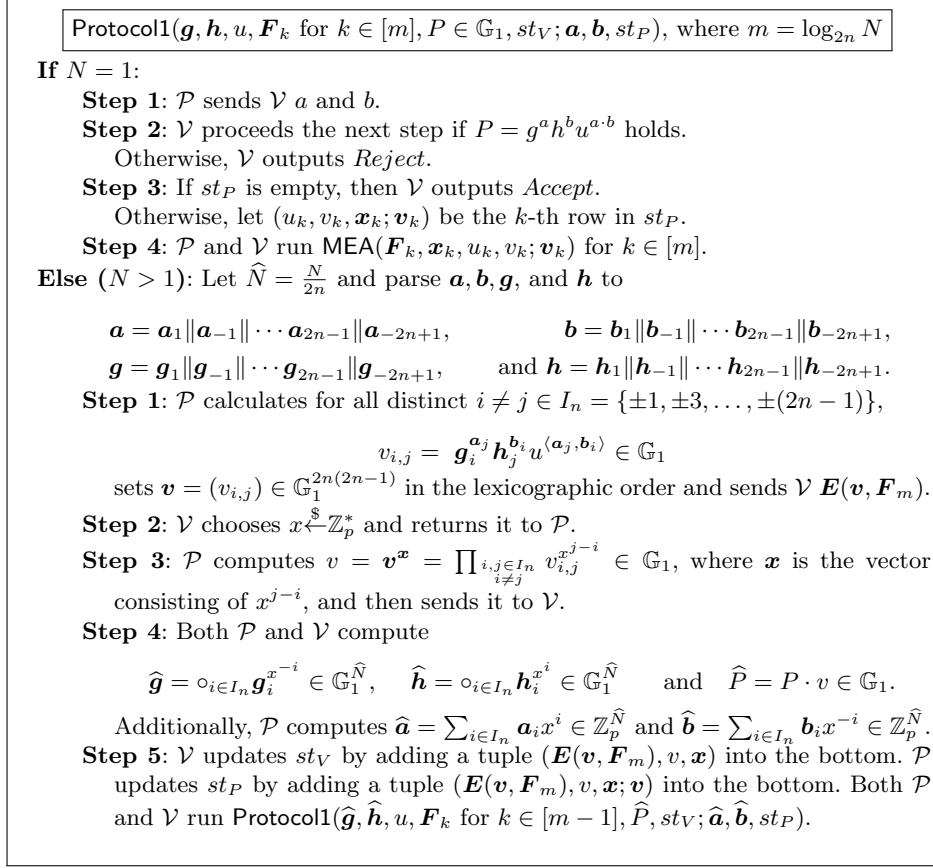 Protocol1(g, h, u, F_k for k ∈ [m], P ∈ 𝔾_1, st_V; a, b, st_P), where m = log_{2n} N
If N = 1:
Step 1: 𝒫 sends 𝒱 a and b.
Step 2: 𝒱 proceeds the next step if P = g^a h^b u^{a·b} holds.
Otherwise, 𝒱 outputs Reject.
Step 3: If st_P is empty, then 𝒱 outputs Accept.
Otherwise, let (u_k, v_k, x_k; v_k) be the k-th row in st_P.
Step 4: 𝒫 and 𝒱 run MEA(F_k, x_k, u_k, v_k; v_k) for k ∈ [m].
Else (N > 1): Let N̂ = N/2n and parse a, b, g, and h to
a = a_1‖a_{-1}‖ ⋯ a_{2n-1}‖a_{-2n+1}, b = b_1‖b_{-1}‖ ⋯ b_{2n-1}‖b_{-2n+1},
g = g_1‖g_{-1}‖ ⋯ g_{2n-1}‖g_{-2n+1}, and h = h_1‖h_{-1}‖ ⋯ h_{2n-1}‖h_{-2n+1}.
Step 1: 𝒫 calculates for all distinct i ≠ j ∈ I_n = {±1, ±3, . . . , ±(2n − 1)},
v_{i,j} = g_i^{a_j} h_j^{b_i} u^{⟨a_j,b_i⟩} ∈ 𝔾_1
sets v = (v_{i,j}) ∈ 𝔾_1^{2n(2n-1)} in the lexicographic order and sends 𝒱 E(v, F_m).
Step 2: 𝒱 chooses x ←$ ℤ_p^* and returns it to 𝒫.
Step 3: 𝒫 computes v = v^x = ∏_{i,j∈I_n, i≠j} v_{i,j}^{x^{j-i}} ∈ 𝔾_1, where x is the vector
consisting of x^{j-i}, and then sends it to 𝒱.
Step 4: Both 𝒫 and 𝒱 compute
ĝ = ∘_{i∈I_n} g_i^{x^{-i}} ∈ 𝔾_1^{N̂}, ĥ = ∘_{i∈I_n} h_i^{x^i} ∈ 𝔾_1^{N̂} and P̂ = P · v ∈ 𝔾_1.
Additionally, 𝒫 computes â = ∑_{i∈I_n} a_i x^i ∈ ℤ_p^{N̂} and b̂ = ∑_{i∈I_n} b_i x^{-i} ∈ ℤ_p^{N̂}.
Step 5: 𝒱 updates st_V by adding a tuple (E(v, F_m), v, x) into the bottom. 𝒫
updates st_P by adding a tuple (E(v, F_m), v, x; v) into the bottom. Both 𝒫
and 𝒱 run Protocol1(ĝ, ĥ, u, F_k for k ∈ [m − 1], P̂, st_V; â, b̂, st_P).